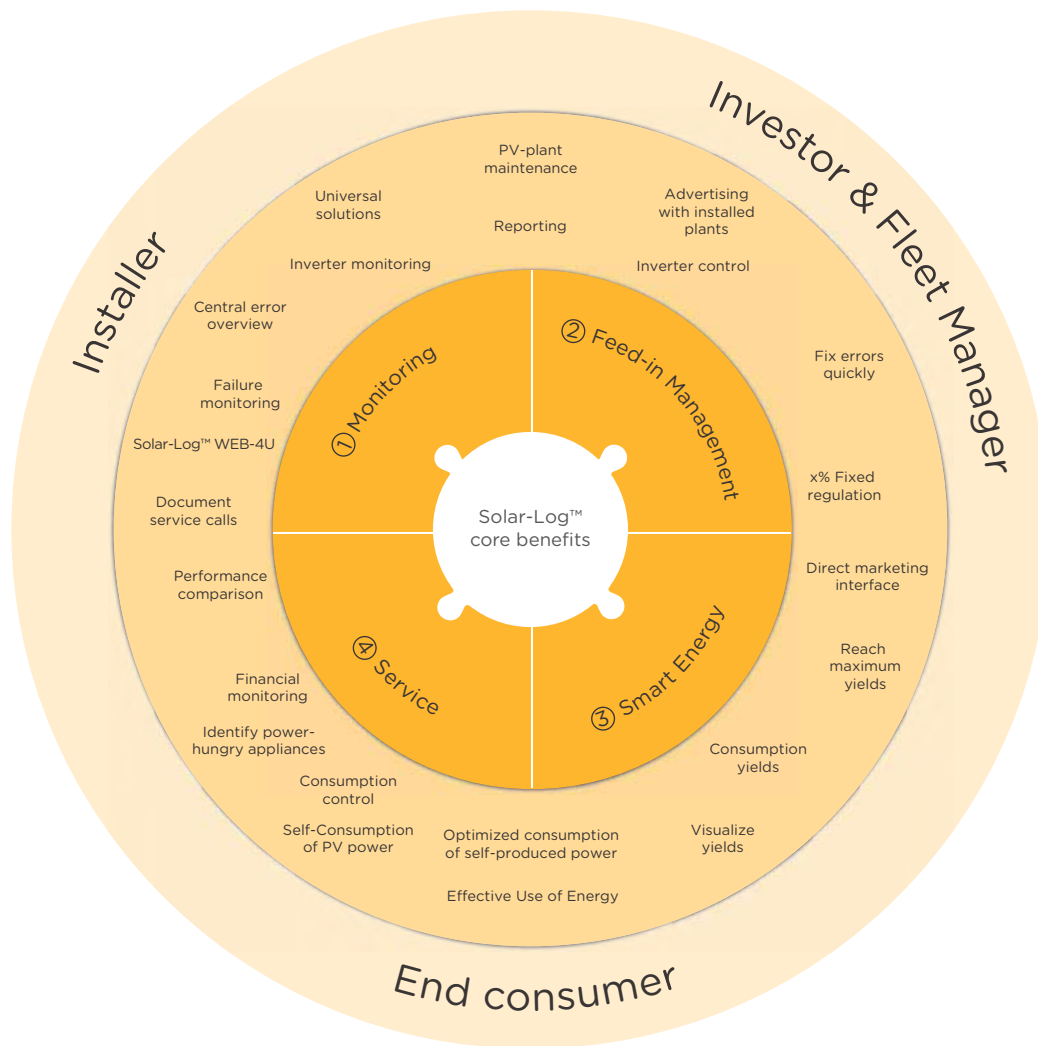 Installer
Investor & Fleet Manager
End consumer
PV-plant
maintenance
Universal
solutions
Advertising
with installed
plants
Reporting
Inverter monitoring
Inverter control
Central error
overview
Fix errors
quickly
Failure
monitoring
Solar-Log™ WEB-4U
x% Fixed
regulation
Document
service calls
Direct marketing
interface
Performance
comparison
Reach
maximum
yields
Financial
monitoring
Identify power-
hungry appliances
Consumption
yields
Consumption
control
Self-Consumption
of PV power
Optimized consumption
of self-produced power
Visualize
yields
Effective Use of Energy
① Monitoring
② Feed-in Management
③ Smart Energy
④ Service
Solar-Log™
core benefits